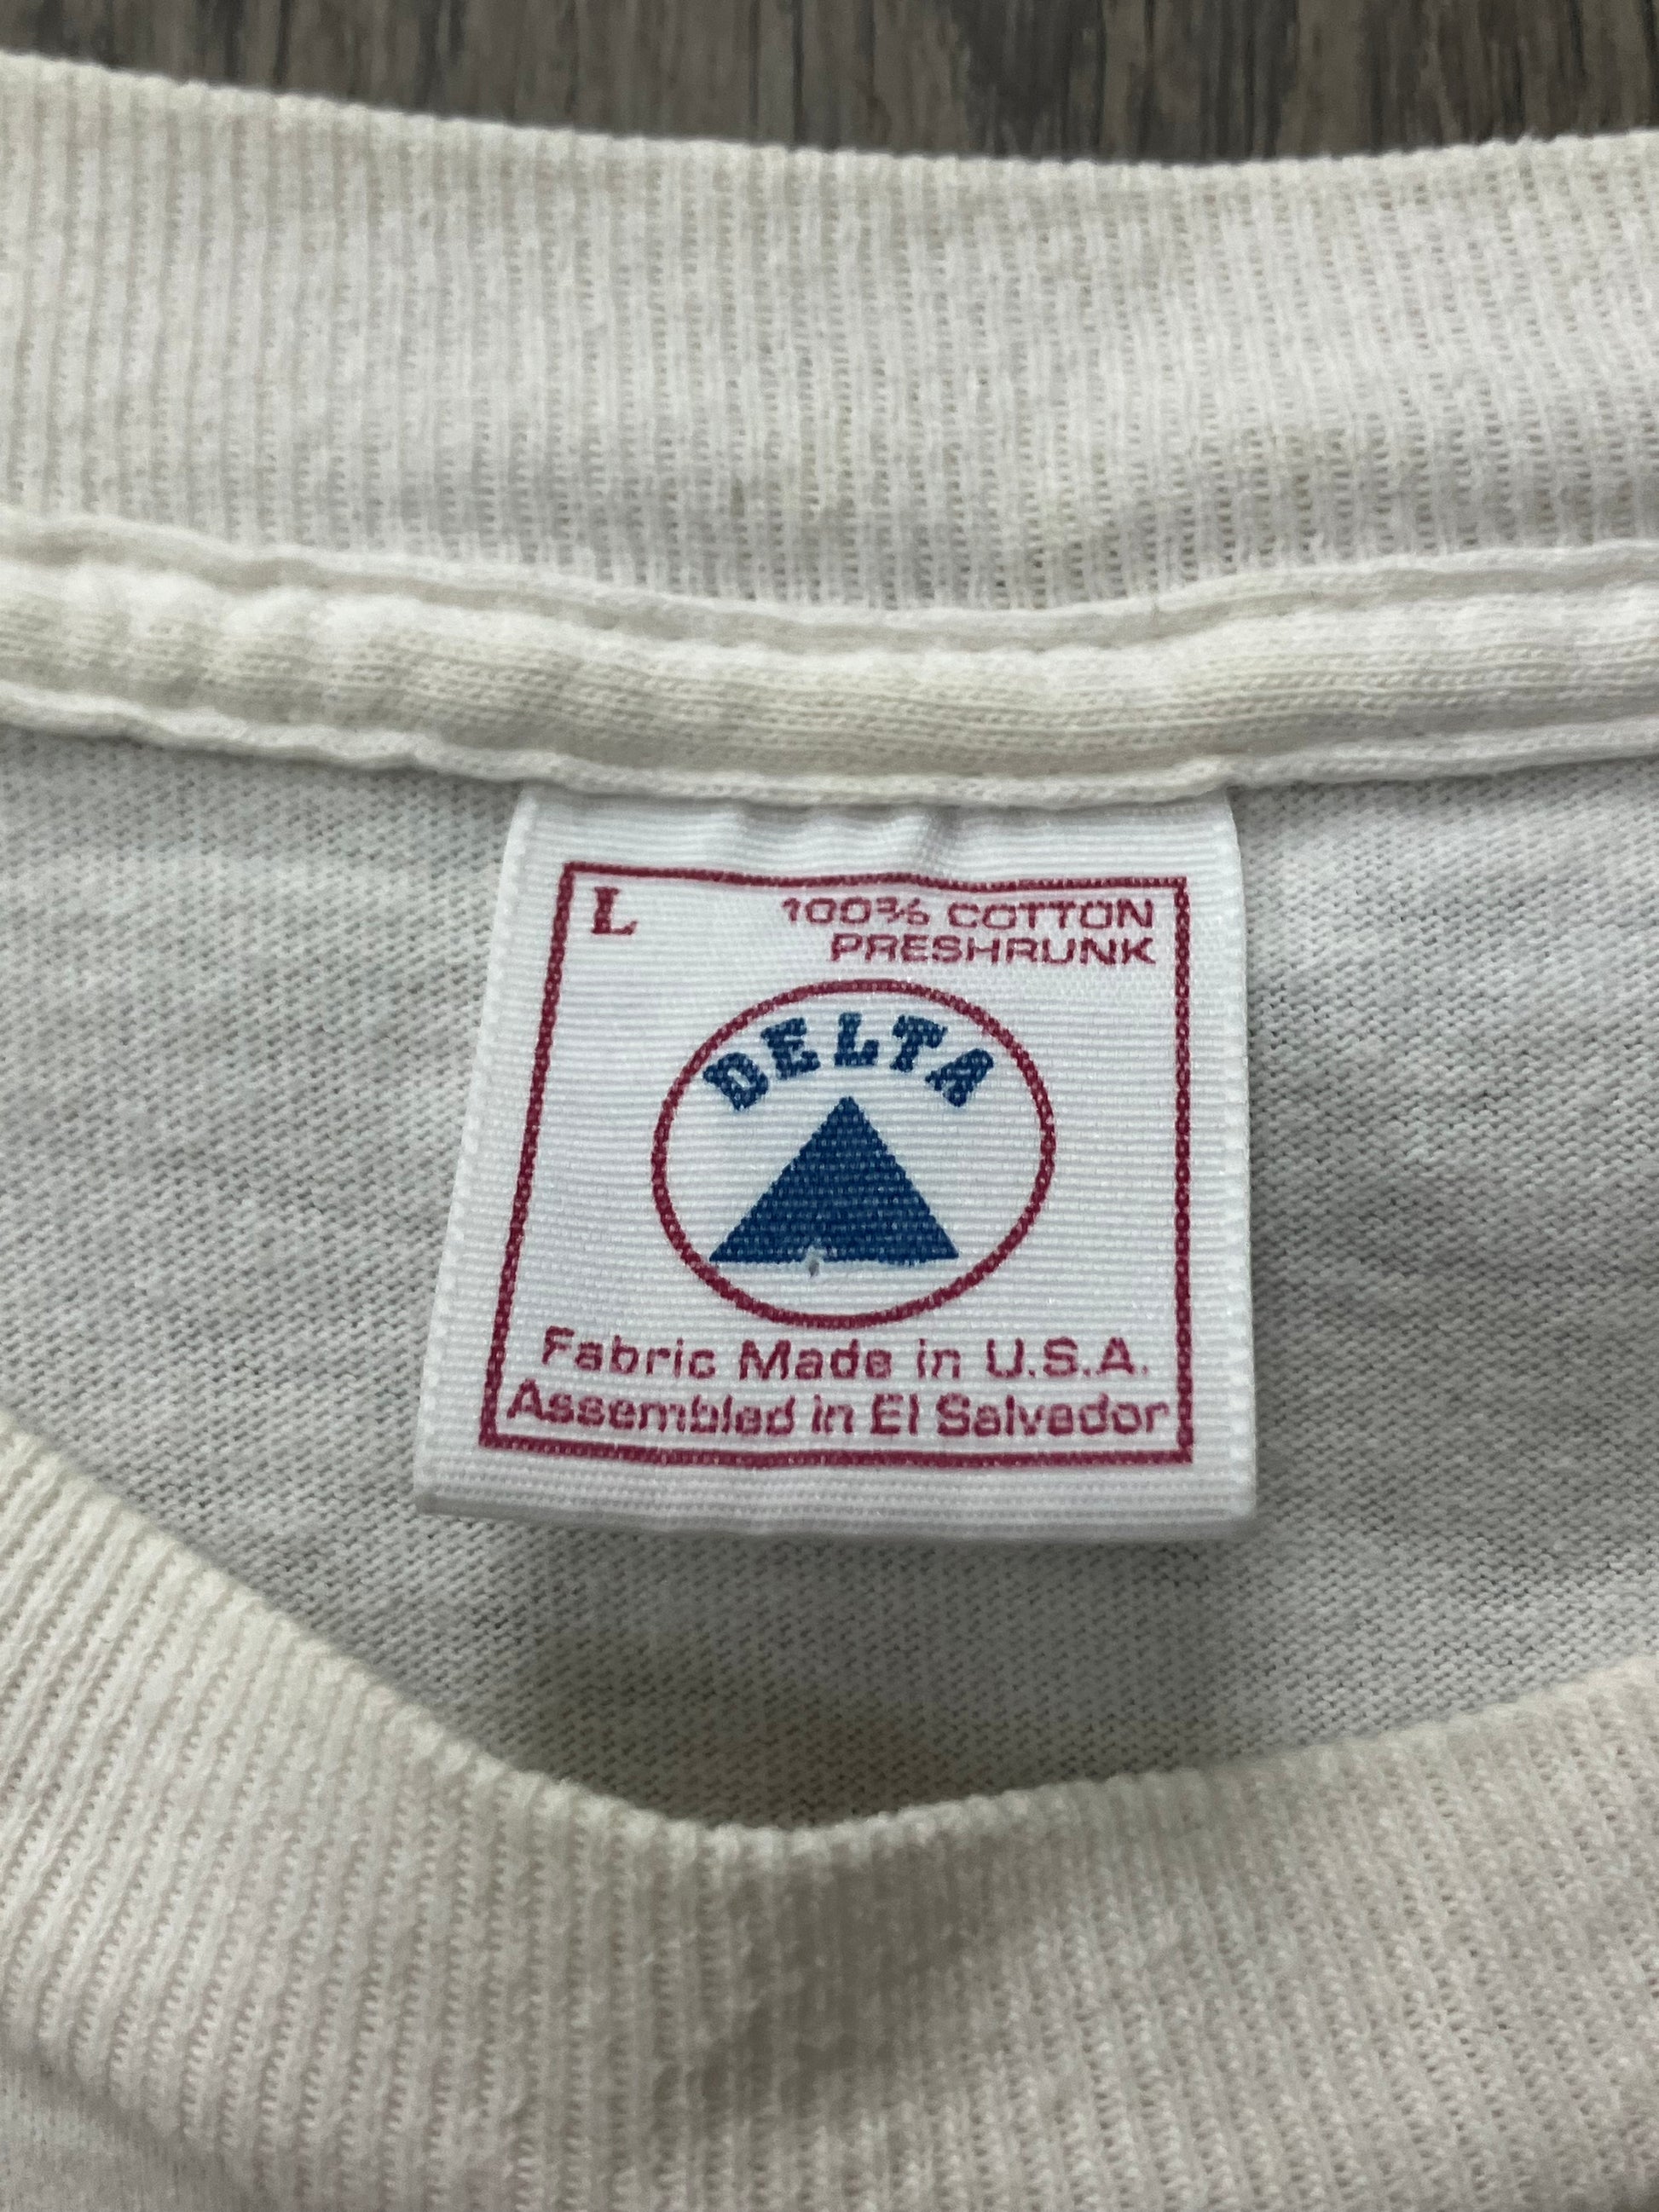 L
100% COTTON
PRESHRUNK
DELTA
Fabric Made in U.S.A.
Assembled in El Salvador